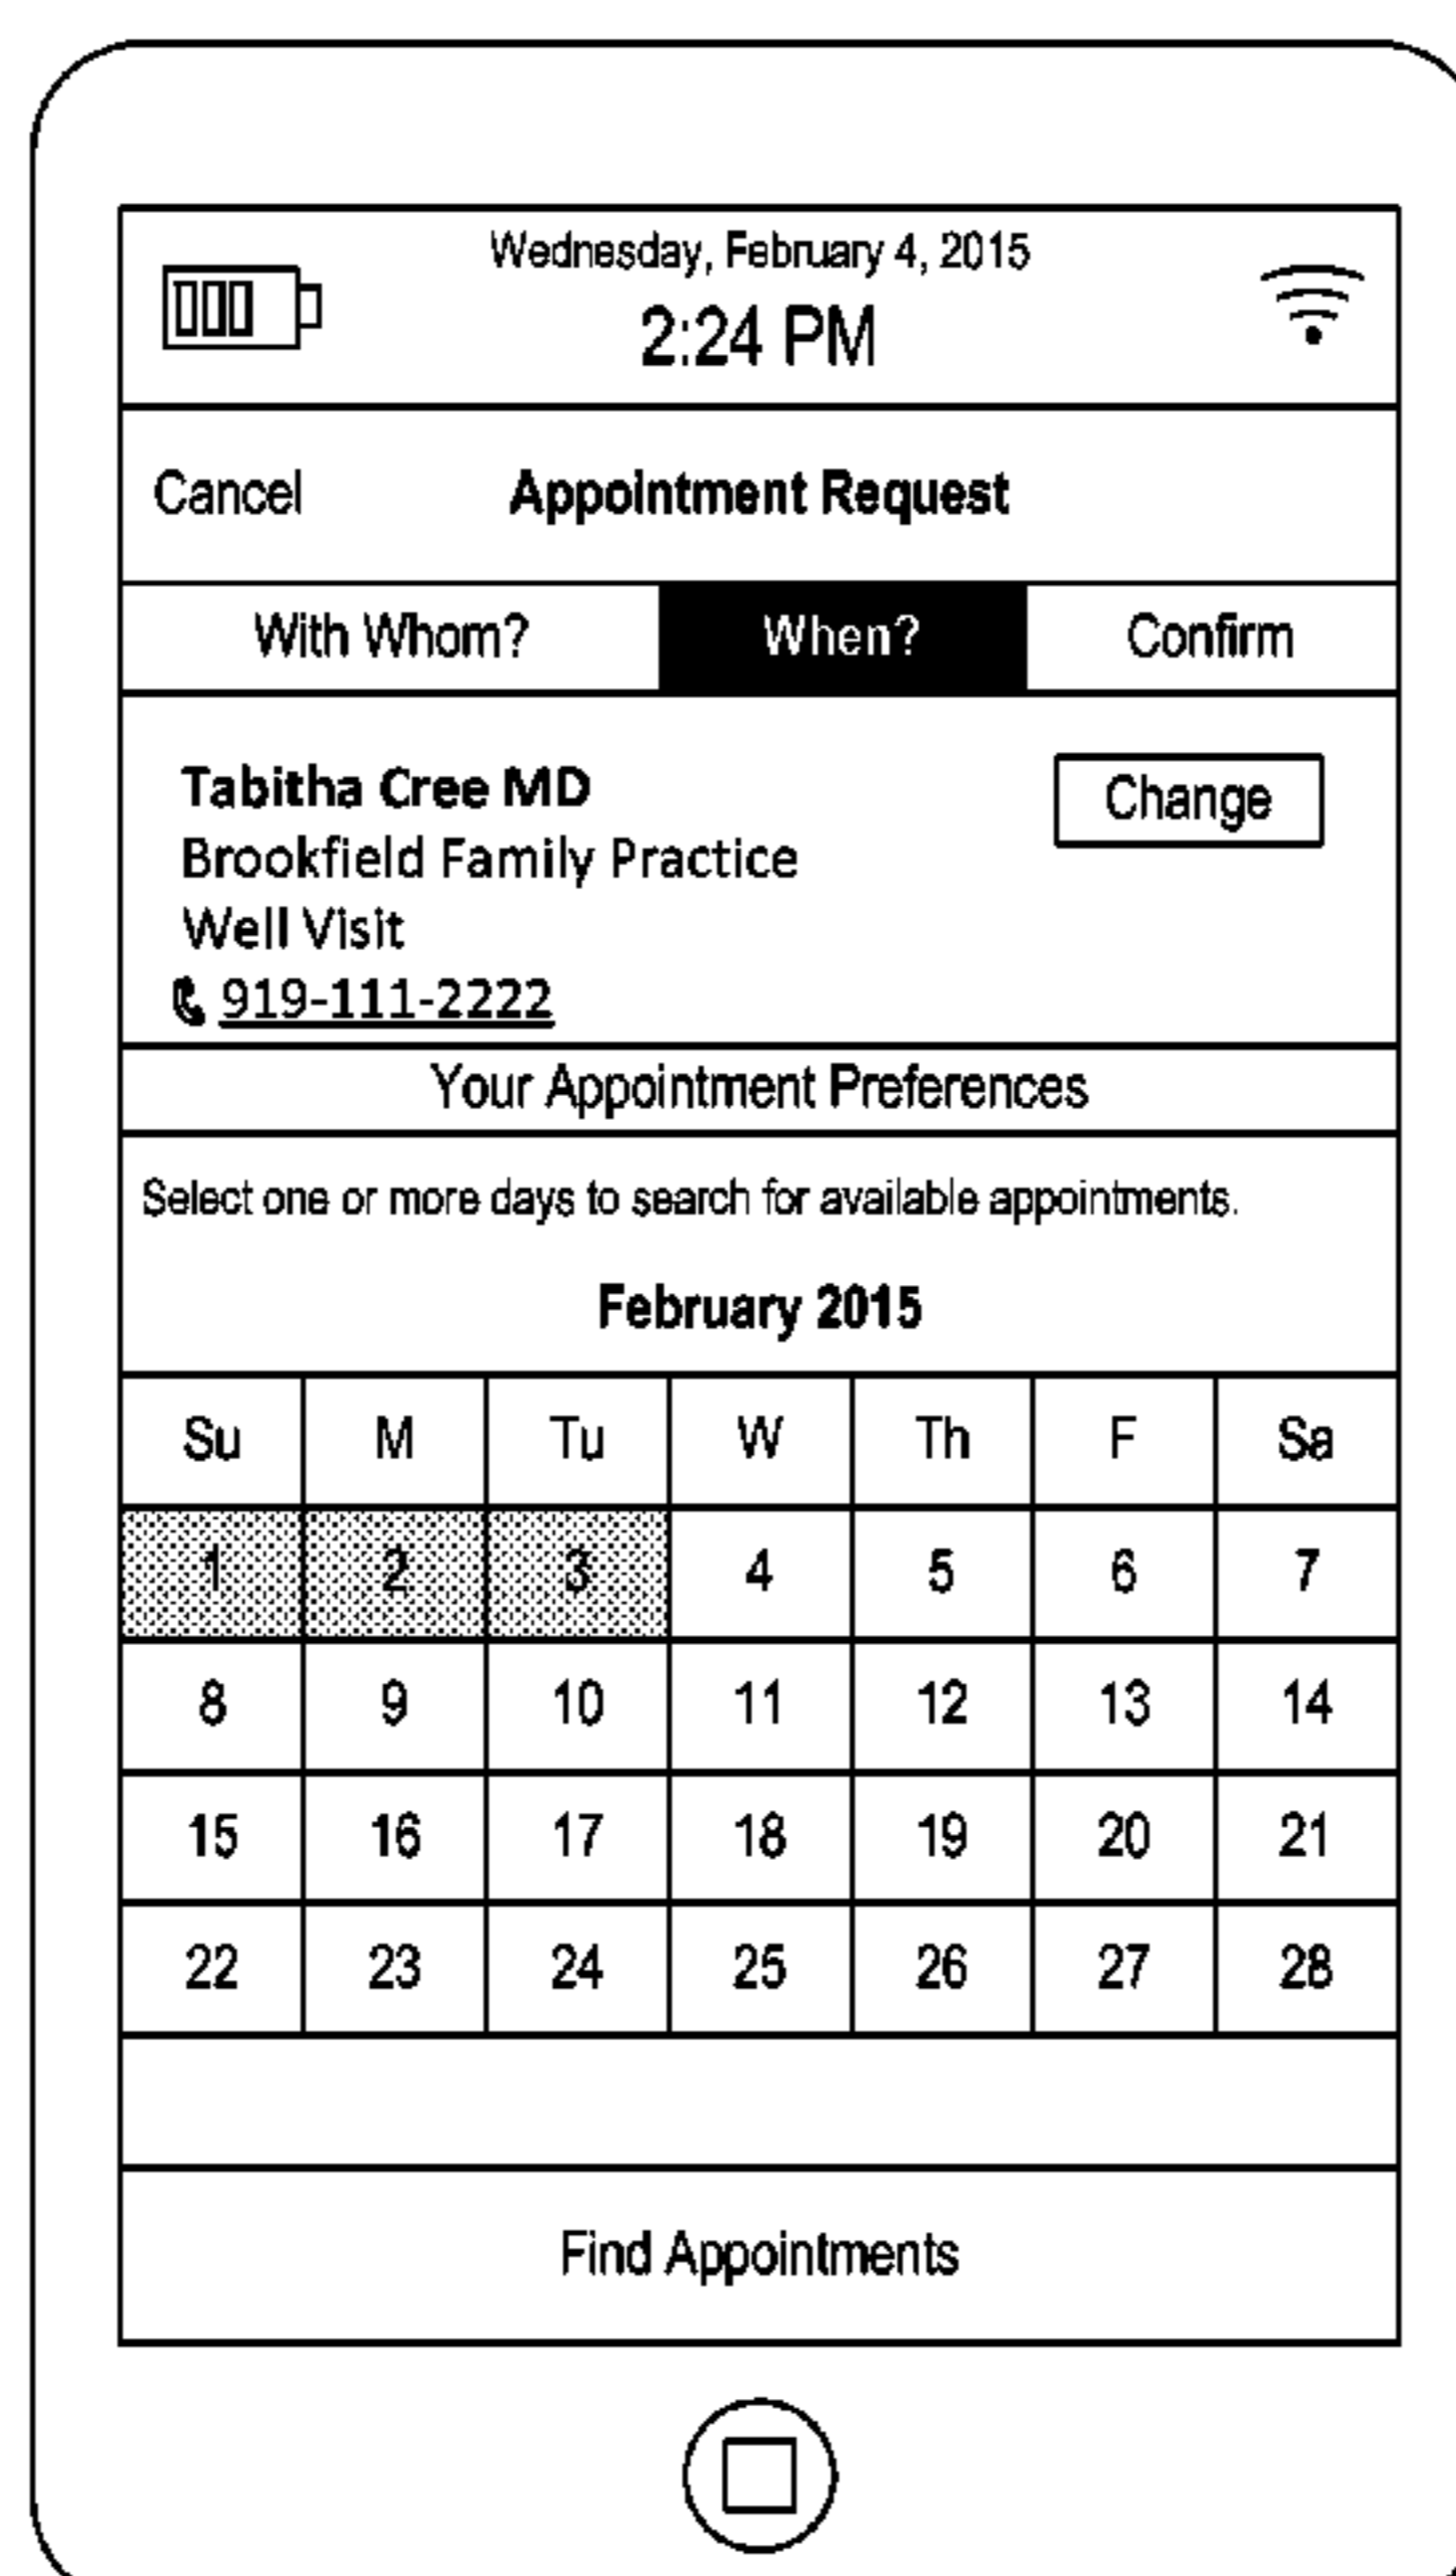 Wednesday, February 4, 2015
2:24 PM
Cancel Appointment Request
With Whom? When? Confirm
Tabitha Cree MD Change
Brookfield Family Practice
Well Visit
919-111-2222
Your Appointment Preferences
Select one or more days to search for available appointments.
February 2015
Su M Tu W Th F Sa
1 2 3 4 5 6 7
8 9 10 11 12 13 14
15 16 17 18 19 20 21
22 23 24 25 26 27 28
Find Appointments